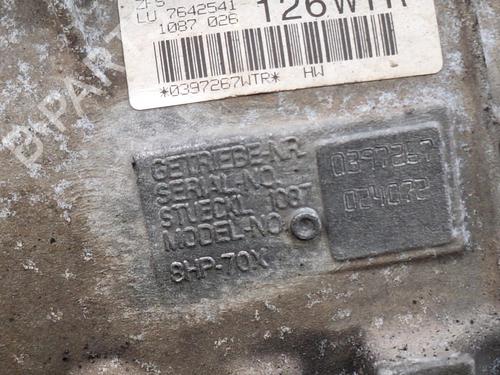 LU 7642541
1087 026
126WTR
*0397267WTR* HW
GETRIEBE-NR.
SERIAL-NO.
STUECKL. 1087
MODEL-NO.
8HP-70X
0397267
024072